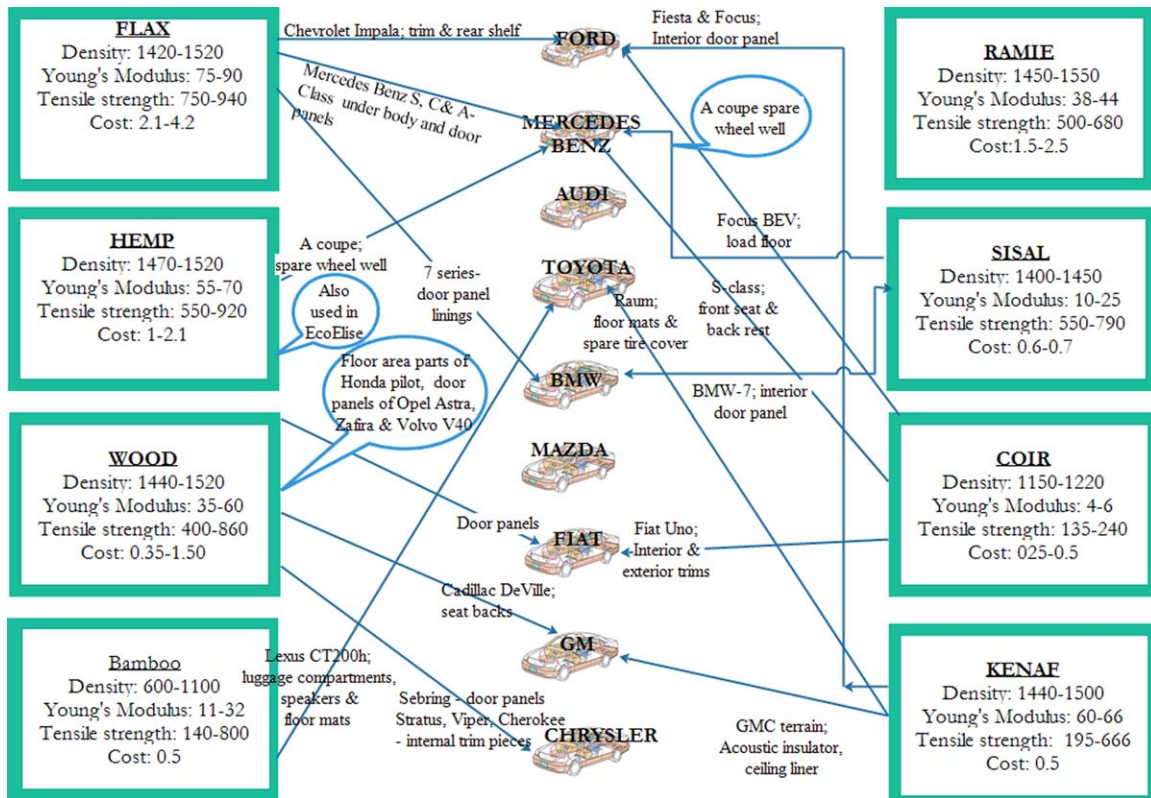 FLAX
Density: 1420-1520
Young's Modulus: 75-90
Tensile strength: 750-940
Cost: 2.1-4.2
HEMP
Density: 1470-1520
Young's Modulus: 55-70
Tensile strength: 550-920
Cost: 1-2.1
WOOD
Density: 1440-1520
Young's Modulus: 35-60
Tensile strength: 400-860
Cost: 0.35-1.50
Bamboo
Density: 600-1100
Young's Modulus: 11-32
Tensile strength: 140-800
Cost: 0.5
Chevrolet Impala; trim & rear shelf
Mercedes Benz S, C & A-
Class under body and door
panels
A coupe;
spare wheel well
Also
used in
EcoElise
Floor area parts of
Honda pilot, door
panels of Opel Astra,
Zafira & Volvo V40
7 series-
door panel
linings
Door panels
Cadillac DeVille;
seat backs
Lexus CT200h;
luggage compartments,
speakers &
floor mats
Sebring - door panels
Stratus, Viper, Cherokee
- internal trim pieces
FORD
MERCEDES
BENZ
AUDI
TOYOTA
BMW
MAZDA
FIAT
GM
CHRYSLER
Fiesta & Focus;
Interior door panel
A coupe spare
wheel well
Focus BEV;
load floor
Raum;
floor mats &
spare tire cover
S-class;
front seat &
back rest
BMW-7; interior
door panel
Fiat Uno;
Interior &
exterior trims
GMC terrain;
Acoustic insulator,
ceiling liner
RAMIE
Density: 1450-1550
Young's Modulus: 38-44
Tensile strength: 500-680
Cost:1.5-2.5
SISAL
Density: 1400-1450
Young's Modulus: 10-25
Tensile strength: 550-790
Cost: 0.6-0.7
COIR
Density: 1150-1220
Young's Modulus: 4-6
Tensile strength: 135-240
Cost: 025-0.5
KENAF
Density: 1440-1500
Young's Modulus: 60-66
Tensile strength: 195-666
Cost: 0.5